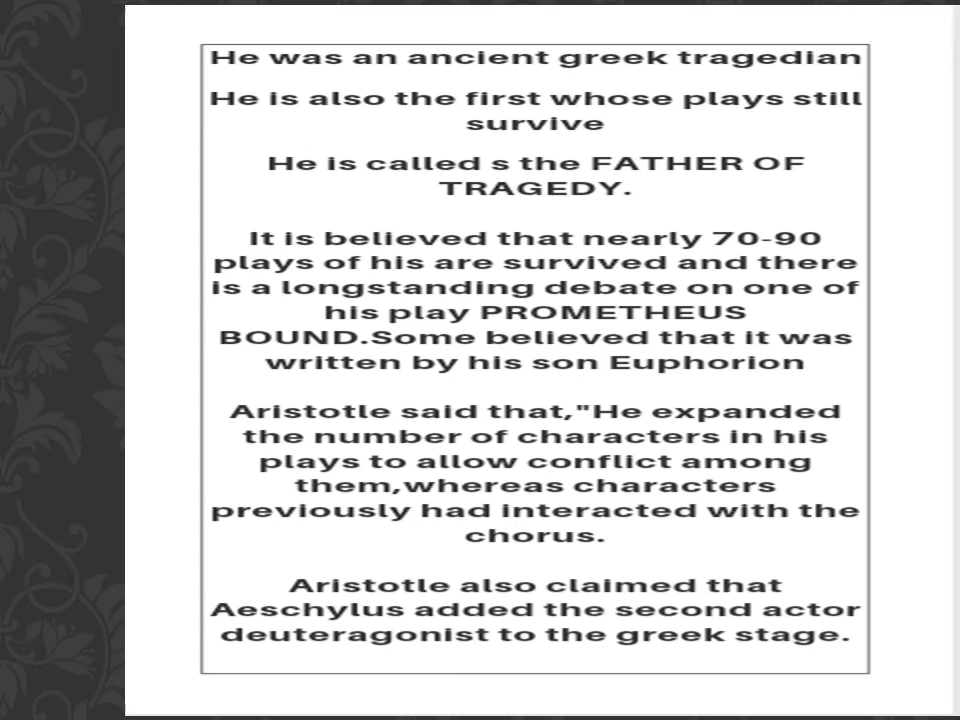 He was an ancient greek tragedian
He is also the first whose plays still
survive
He is called s the FATHER OF
TRAGEDY.
It is believed that nearly 70-90
plays of his are survived and there
is a longstanding debate on one of
his play PROMETHEUS
BOUND.Some believed that it was
written by his son Euphorion
Aristotle said that,"He expanded
the number of characters in his
plays to allow conflict among
them,whereas characters
previously had interacted with the
chorus.
Aristotle also claimed that
Aeschylus added the second actor
deuteragonist to the greek stage.